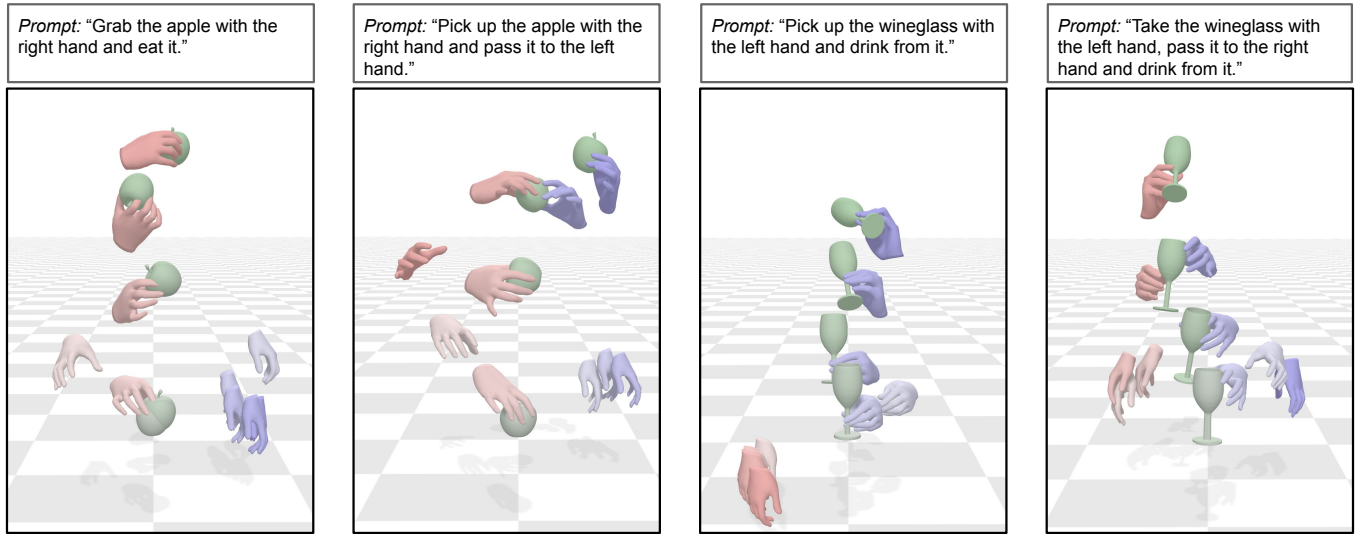 Prompt: “Grab the apple with the
right hand and eat it.”
Prompt: “Pick up the apple with the
right hand and pass it to the left
hand.”
Prompt: “Pick up the wineglass with
the left hand and drink from it.”
Prompt: “Take the wineglass with
the left hand, pass it to the right
hand and drink from it.”